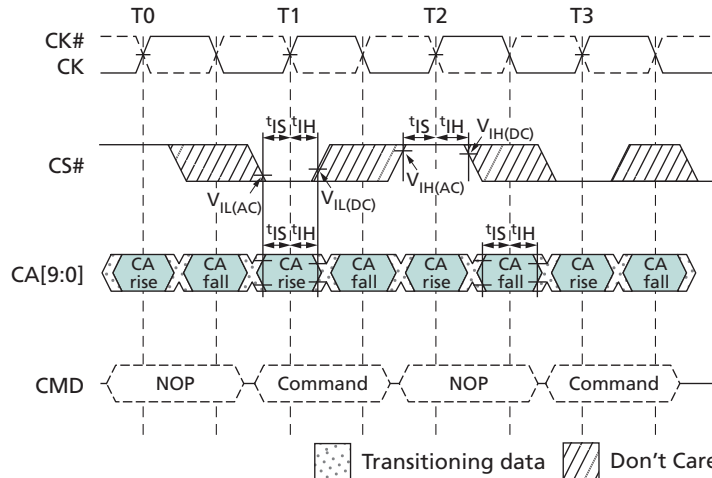 T0 T1 T2 T3
CK#
CK
tIS tIH tIS tIH
VIH(DC)
CS#
VIL(AC) VIL(DC) VIH(AC)
tIS tIH tIS tIH
CA[9:0]
CA rise CA fall CA rise CA fall CA rise CA fall CA rise CA fall
CMD NOP Command NOP Command
Transitioning data Don't Care